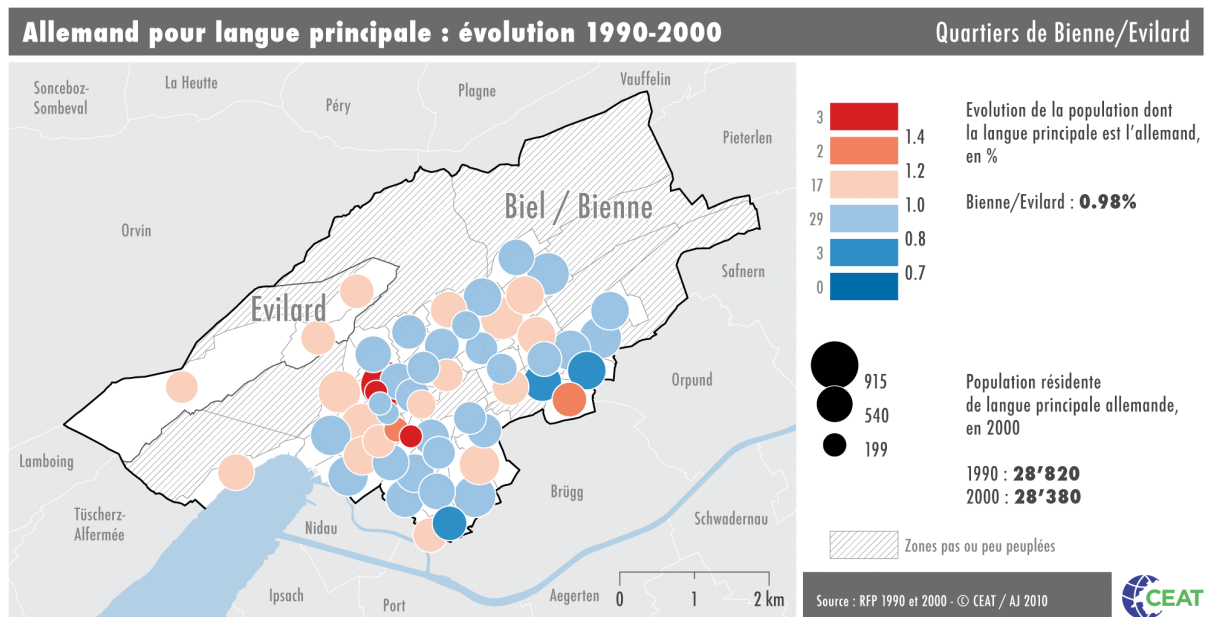 Allemand pour langue principale : évolution 1990-2000
Quartiers de Bienne/Evilard
Sonceboz-
Sombeval
La Heutte
Péry
Plagne
Vauffelin
Pieterlen
Orvin
Biel / Bienne
Safnern
Evilard
Orpund
Lamboing
Brügg
Tüscherz-
Alfermée
Nidau
Schwadernau
Ipsach
Port
Aegerten
0 1 2 km
3
1.4
2
1.2
17
1.0
29
0.8
3
0.7
0
Evolution de la population dont
la langue principale est l'allemand,
en %
Bienne/Evilard : 0.98%
915
540
199
Population résidente
de langue principale allemande,
en 2000
1990 : 28'820
2000 : 28'380
Zones pas ou peu peuplées
Source : RFP 1990 et 2000 - © CEAT / AJ 2010
CEAT